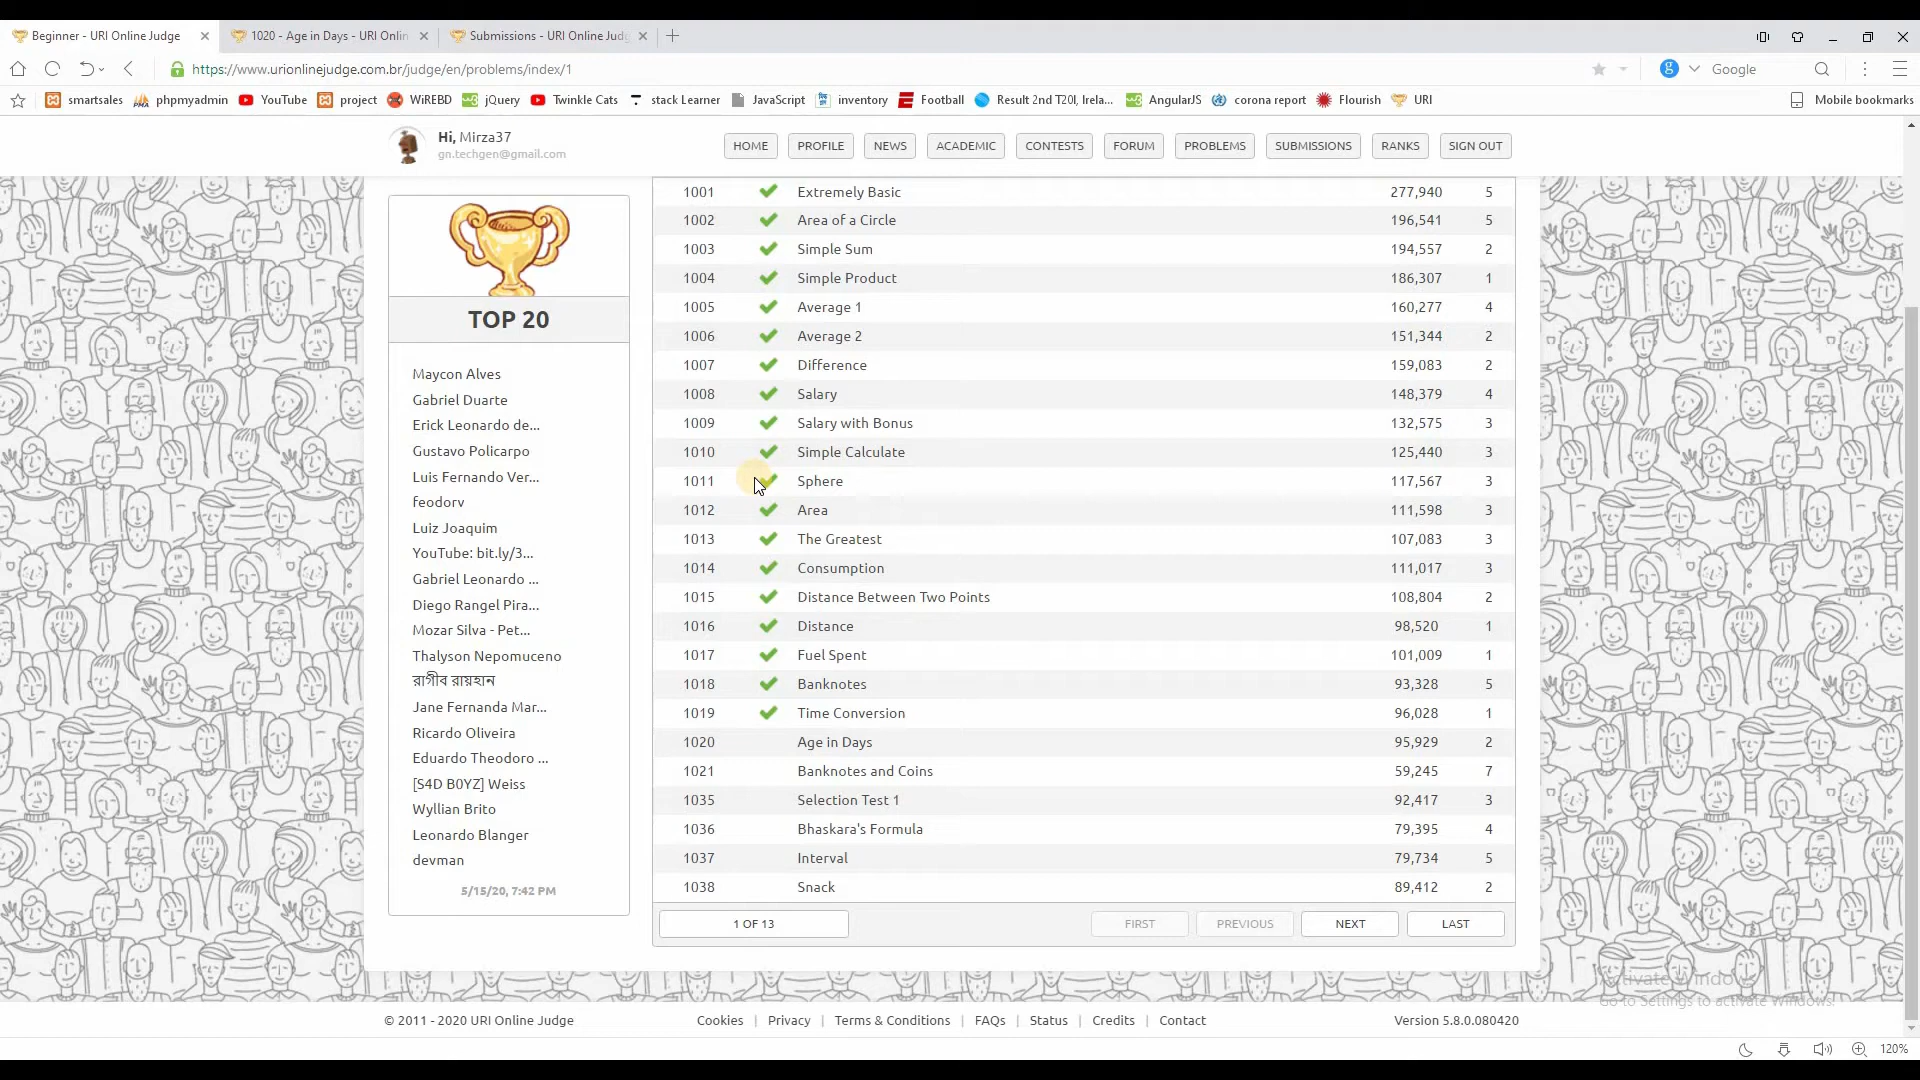 Beginner - URI Online Judge
1020 - Age in Days - URI Onlin
Submissions - URI Online Judg
https://www.urionlinejudge.com.br/judge/en/problems/index/1
Google
smartsales
phpmyadmin
YouTube
project
WiREBD
jQuery
Twinkle Cats
stack Learner
JavaScript
inventory
Football
Result 2nd T20I, Irela...
AngularJS
corona report
Flourish
URI
Mobile bookmarks
Hi, Mirza37
gn.techgen@gmail.com
HOME
PROFILE
NEWS
ACADEMIC
CONTESTS
FORUM
PROBLEMS
SUBMISSIONS
RANKS
SIGN OUT
TOP 20
Maycon Alves
Gabriel Duarte
Erick Leonardo de...
Gustavo Policarpo
Luis Fernando Ver...
feodorv
Luiz Joaquim
YouTube: bit.ly/3...
Gabriel Leonardo ...
Diego Rangel Pira...
Mozar Silva - Pet...
Thalyson Nepomuceno
রাগীব রায়হান
Jane Fernanda Mar...
Ricardo Oliveira
Eduardo Theodoro ...
[S4D B0YZ] Weiss
Wyllian Brito
Leonardo Blanger
devman
5/15/20, 7:42 PM
1001 Extremely Basic 277,940 5
1002 Area of a Circle 196,541 5
1003 Simple Sum 194,557 2
1004 Simple Product 186,307 1
1005 Average 1 160,277 4
1006 Average 2 151,344 2
1007 Difference 159,083 2
1008 Salary 148,379 4
1009 Salary with Bonus 132,575 3
1010 Simple Calculate 125,440 3
1011 Sphere 117,567 3
1012 Area 111,598 3
1013 The Greatest 107,083 3
1014 Consumption 111,017 3
1015 Distance Between Two Points 108,804 2
1016 Distance 98,520 1
1017 Fuel Spent 101,009 1
1018 Banknotes 93,328 5
1019 Time Conversion 96,028 1
1020 Age in Days 95,929 2
1021 Banknotes and Coins 59,245 7
1035 Selection Test 1 92,417 3
1036 Bhaskara's Formula 79,395 4
1037 Interval 79,734 5
1038 Snack 89,412 2
1 OF 13
FIRST
PREVIOUS
NEXT
LAST
Activate Windows
Go to Settings to activate Windows.
© 2011 - 2020 URI Online Judge
Cookies
Privacy
Terms & Conditions
FAQs
Status
Credits
Contact
Version 5.8.0.080420
120%